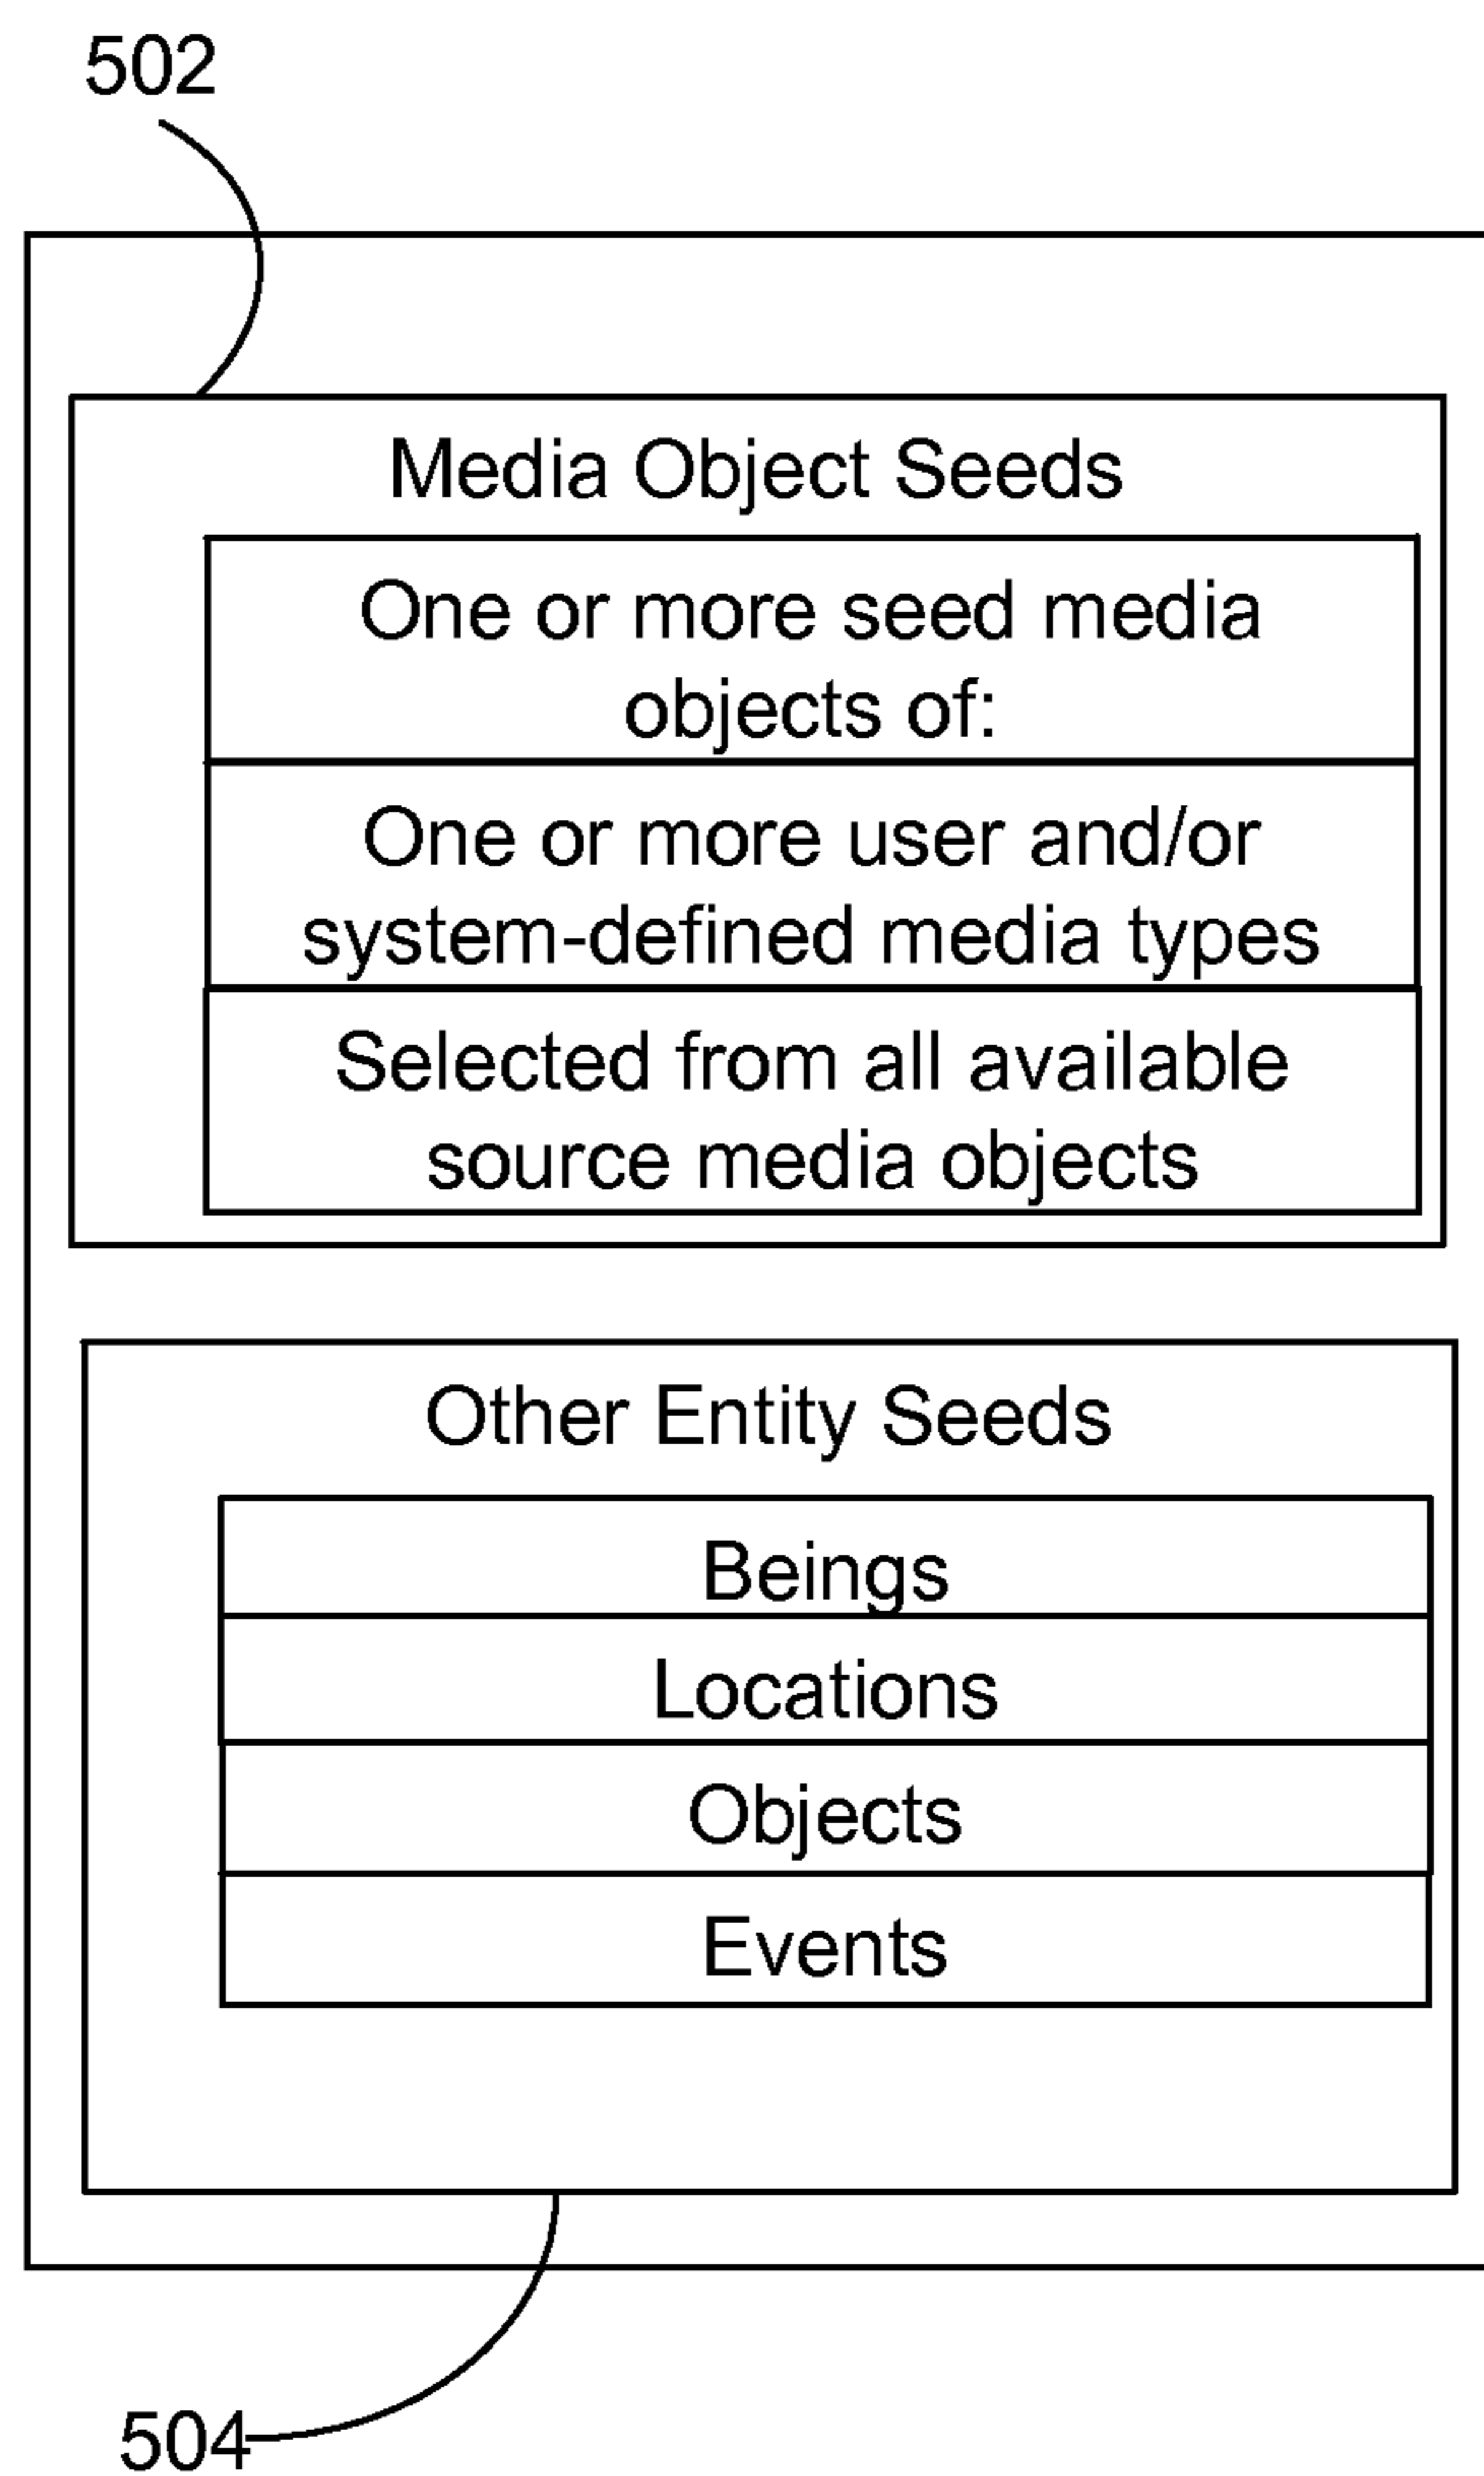 502
Media Object Seeds
One or more seed media
objects of:
One or more user and/or
system-defined media types
Selected from all available
source media objects
Other Entity Seeds
Beings
Locations
Objects
Events
504